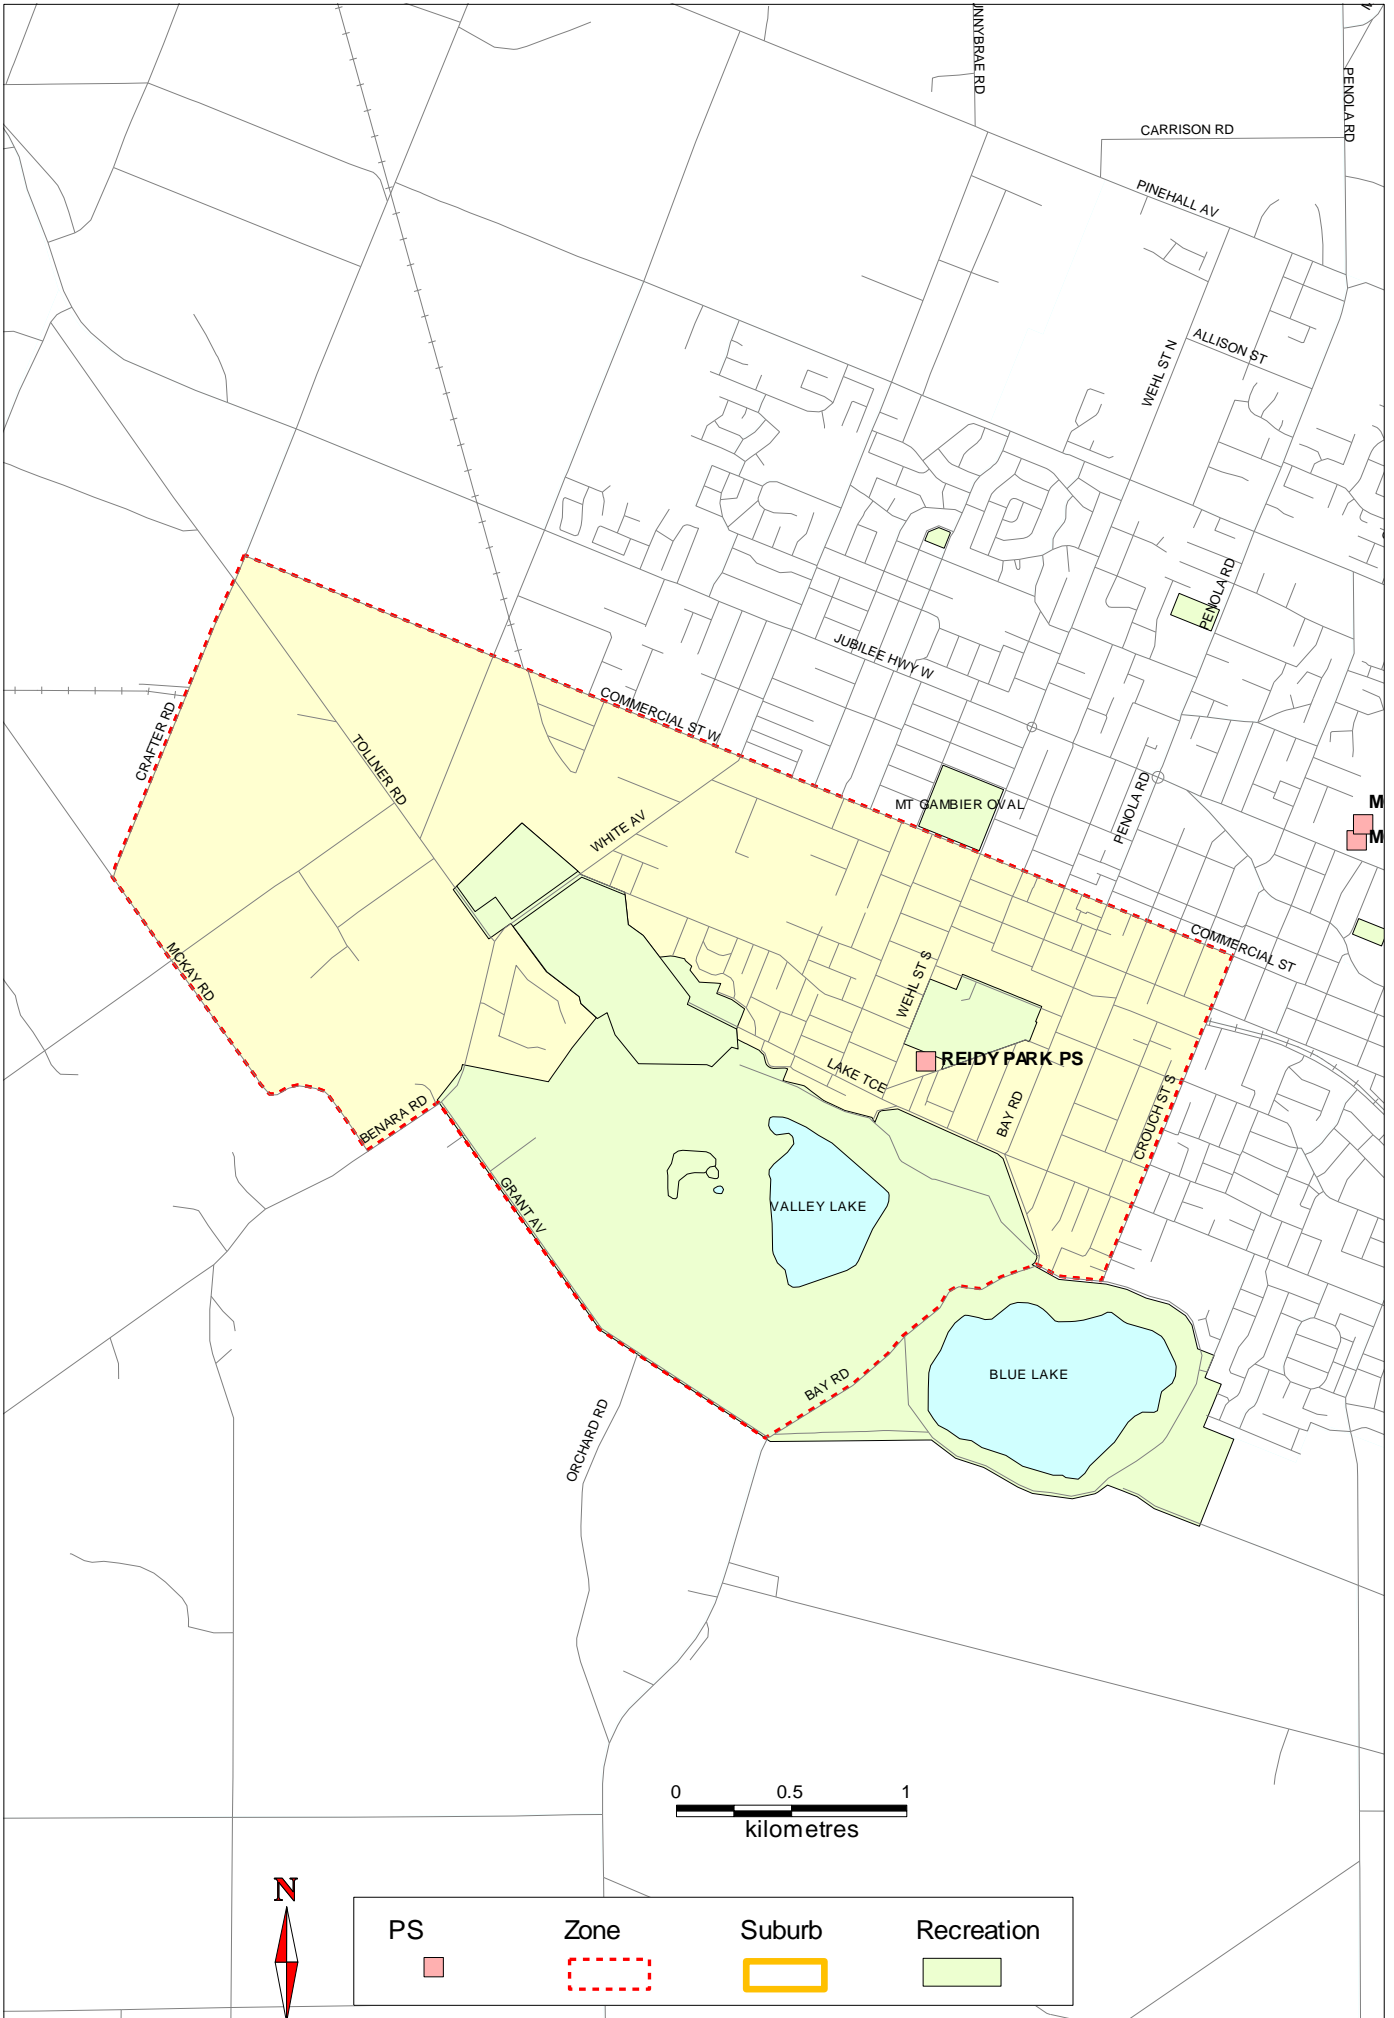 NNYBRAE RD
PENOLA RD
CARRISON RD
PINEHALL AV
WEHL ST N
ALLISON ST
PENOLA RD
JUBILEE HWY W
CRAFTER RD
TOLLNER RD
COMMERCIAL ST W
WHITE AV
MT GAMBIER OVAL
PENOLA RD
M
M
COMMERCIAL ST
MCKAY RD
WEHL ST S
REIDY PARK PS
LAKE TCE
BAY RD
CROUCH ST S
BENARA RD
GRANT AV
VALLEY LAKE
BLUE LAKE
BAY RD
ORCHARD RD
0 0.5 1
kilometres
N
PS Zone Suburb Recreation